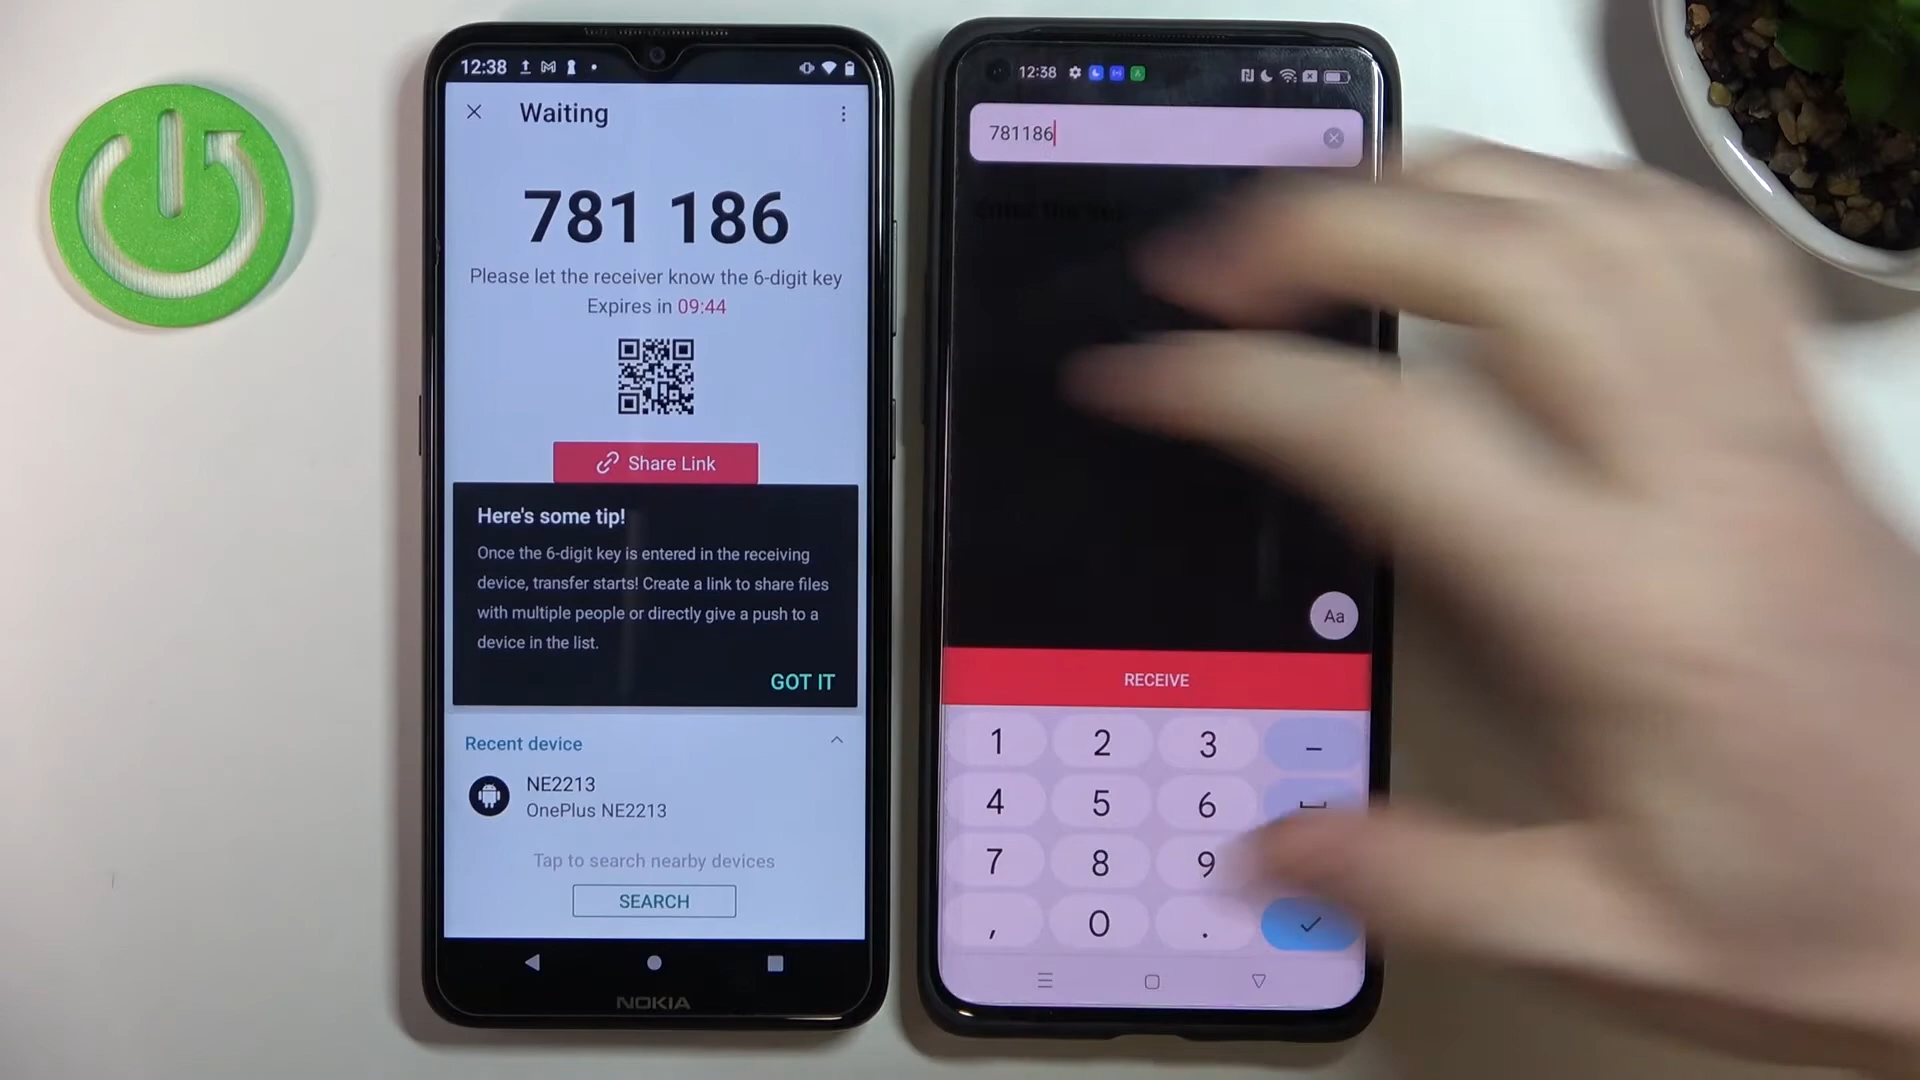 12:38
Waiting
781 186
Please let the receiver know the 6-digit key
Expires in 09:44
Share Link
Here's some tip!
Once the 6-digit key is entered in the receiving
device, transfer starts! Create a link to share files
with multiple people or directly give a push to a
device in the list.
GOT IT
Recent device
NE2213
OnePlus NE2213
Tap to search nearby devices
SEARCH
NOKIA
12:38
781186
Aa
RECEIVE
1 2 3 –
4 5 6
7 8 9
, 0 .